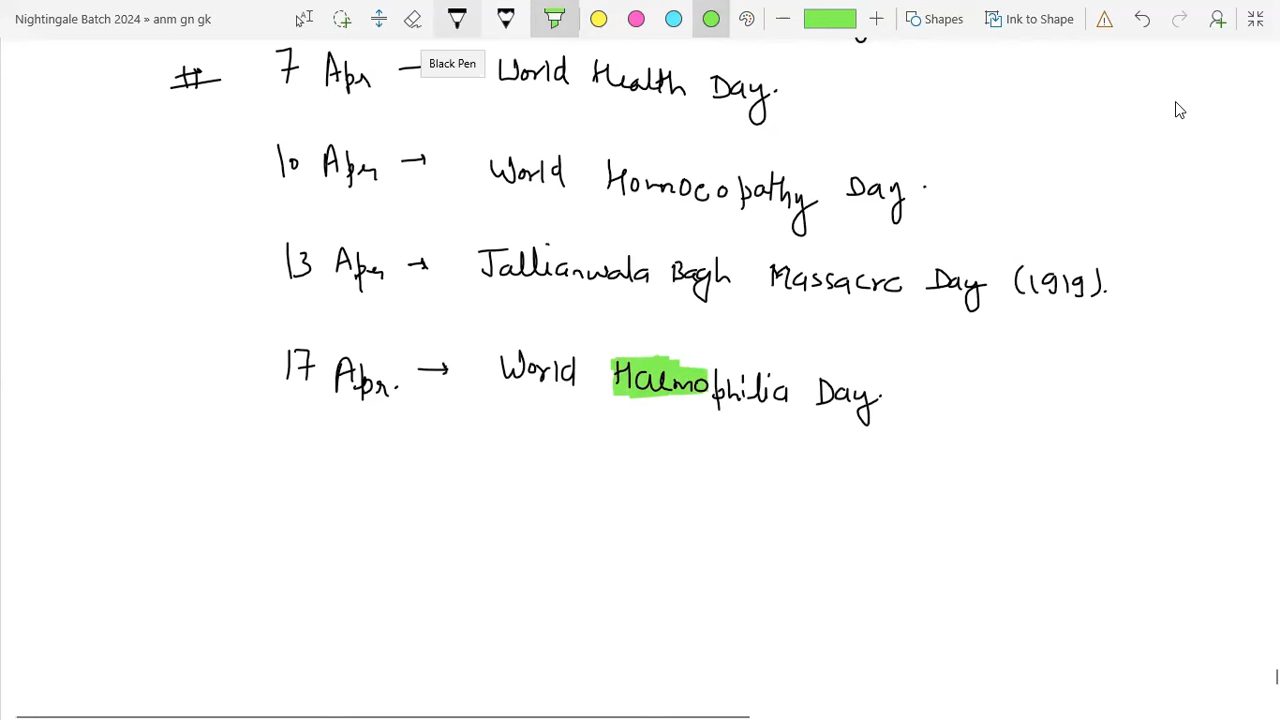 Nightingale Batch 2024 » anm gn gk
Shapes
Ink to Shape
Black Pen
# 7 Apr – World Health Day.
10 Apr → World Homoeopathy Day.
13 Apr → Jallianwala Bagh Massacre Day (1919).
17 Apr. → World Haemophilia Day.